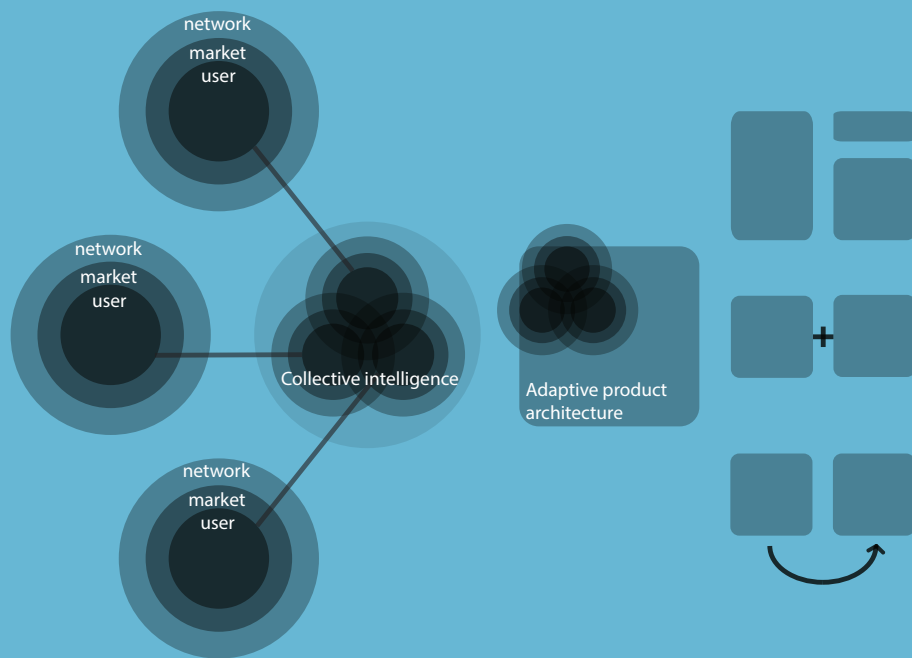 network
market
user
network
market
user
Collective intelligence
Adaptive product
architecture
network
market
user